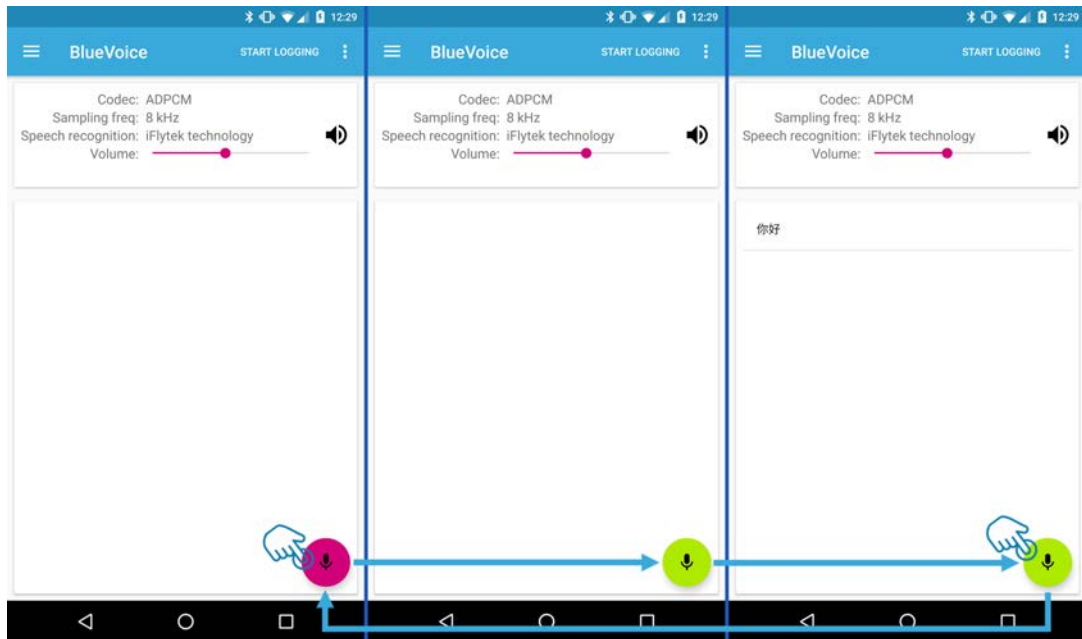 12:29
BlueVoice START LOGGING
Codec: ADPCM
Sampling freq: 8 kHz
Speech recognition: iFlytek technology
Volume:
12:29
BlueVoice START LOGGING
Codec: ADPCM
Sampling freq: 8 kHz
Speech recognition: iFlytek technology
Volume:
12:29
BlueVoice START LOGGING
Codec: ADPCM
Sampling freq: 8 kHz
Speech recognition: iFlytek technology
Volume:
你好